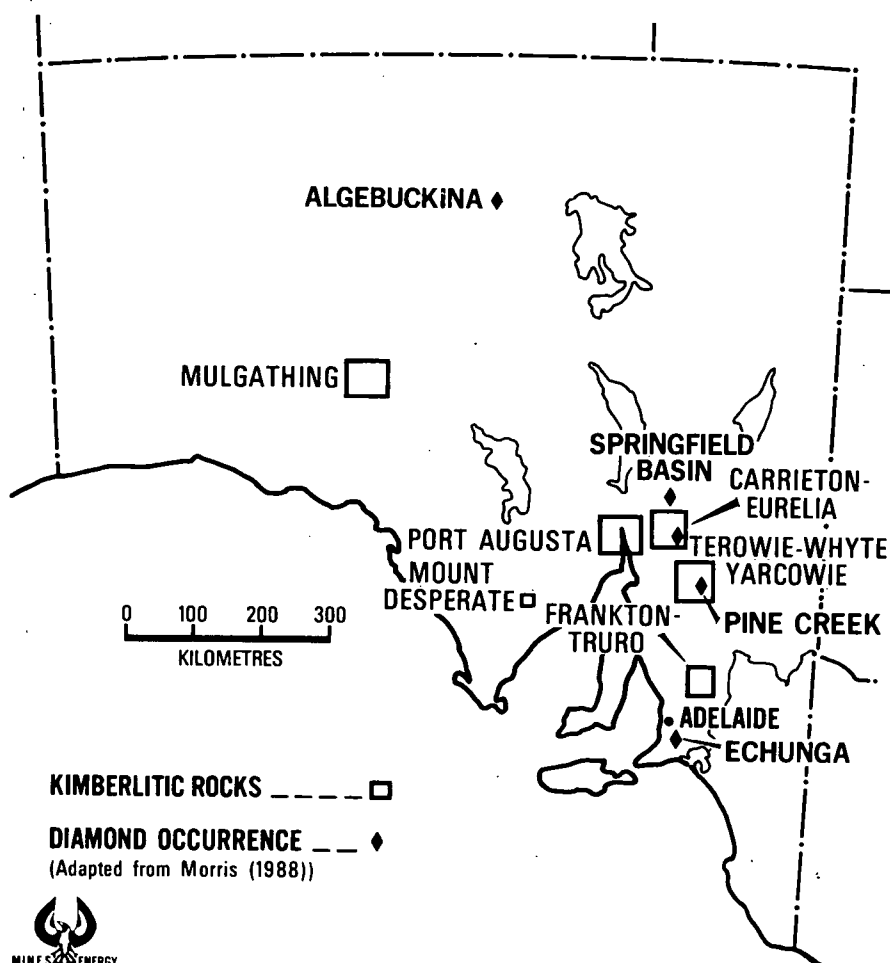 ALGEBUCKINA
MULGATHING
SPRINGFIELD
BASIN
CARRIETON-
EURELIA
PORT AUGUSTA
TEROWIE-WHYTE
YARCOWIE
MOUNT
DESPERATE
FRANKTON-
TRURO
PINE CREEK
0 100 200 300
KILOMETRES
ADELAIDE
ECHUNGA
KIMBERLITIC ROCKS
DIAMOND OCCURRENCE
(Adapted from Morris (1988))
MINES ENERGY